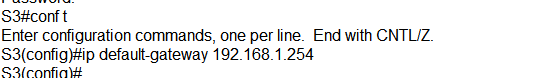 Password:
S3#conf t
Enter configuration commands, one per line.  End with CNTL/Z.
S3(config)#ip default-gateway 192.168.1.254
S3(config)#